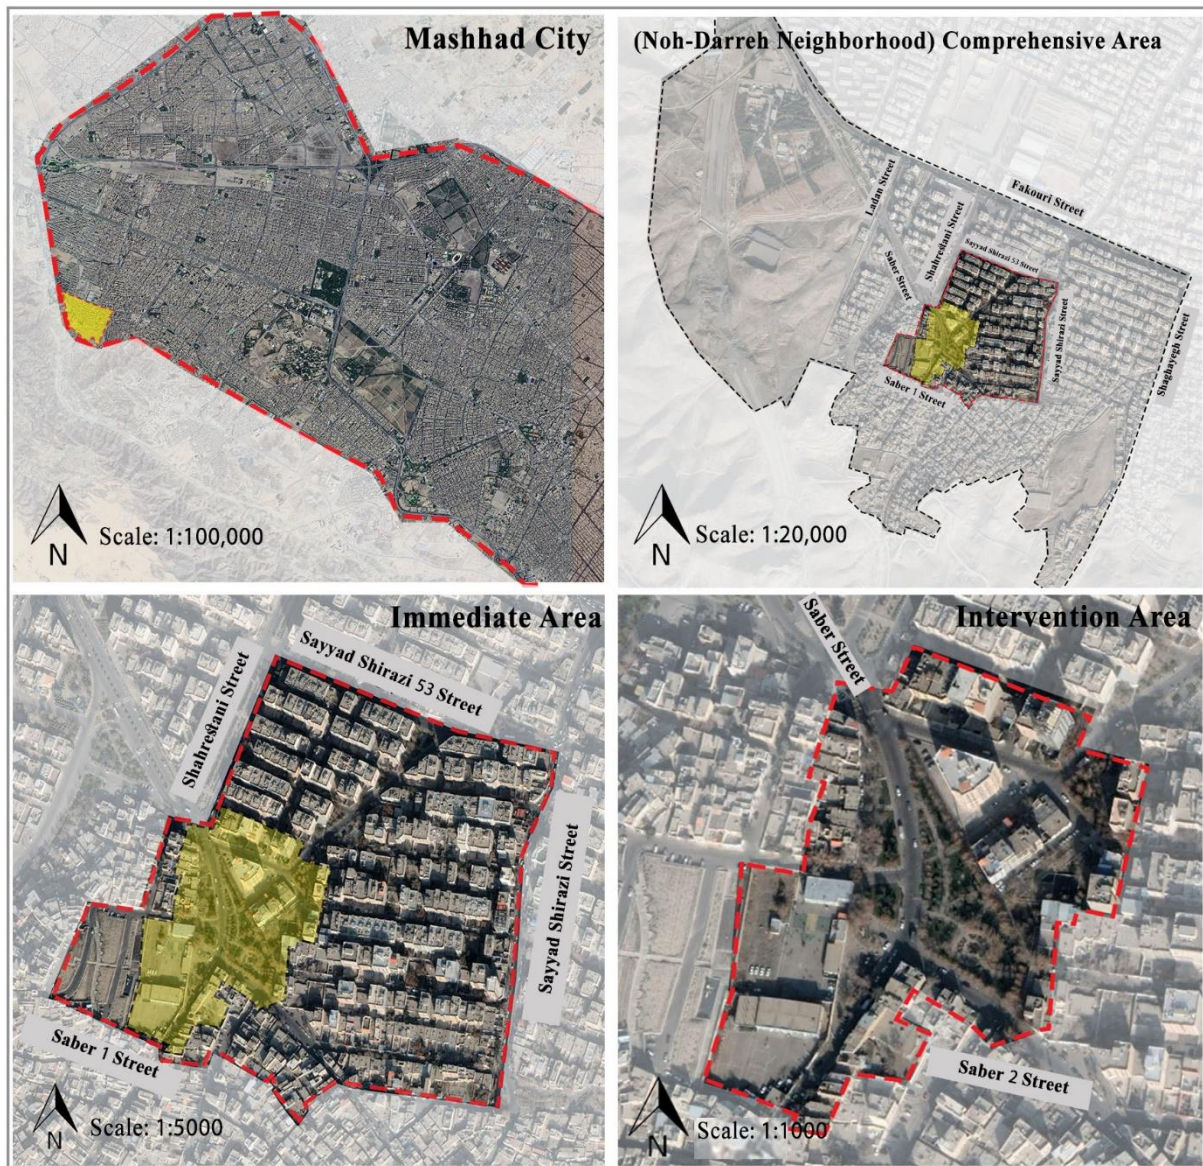 Mashhad City
N
Scale: 1:100,000
(Noh-Darreh Neighborhood) Comprehensive Area
Fakouri Street
Ladan Street
Shahrestani Street
Saber Street
Sayyad Shirazi 53 Street
Sayyad Shirazi Street
Shaghayegh Street
Saber 1 Street
N
Scale: 1:20,000
Immediate Area
Sayyad Shirazi 53 Street
Shahrestani Street
Sayyad Shirazi Street
Saber 1 Street
N
Scale: 1:5000
Intervention Area
Saber Street
Saber 2 Street
N
Scale: 1:1000